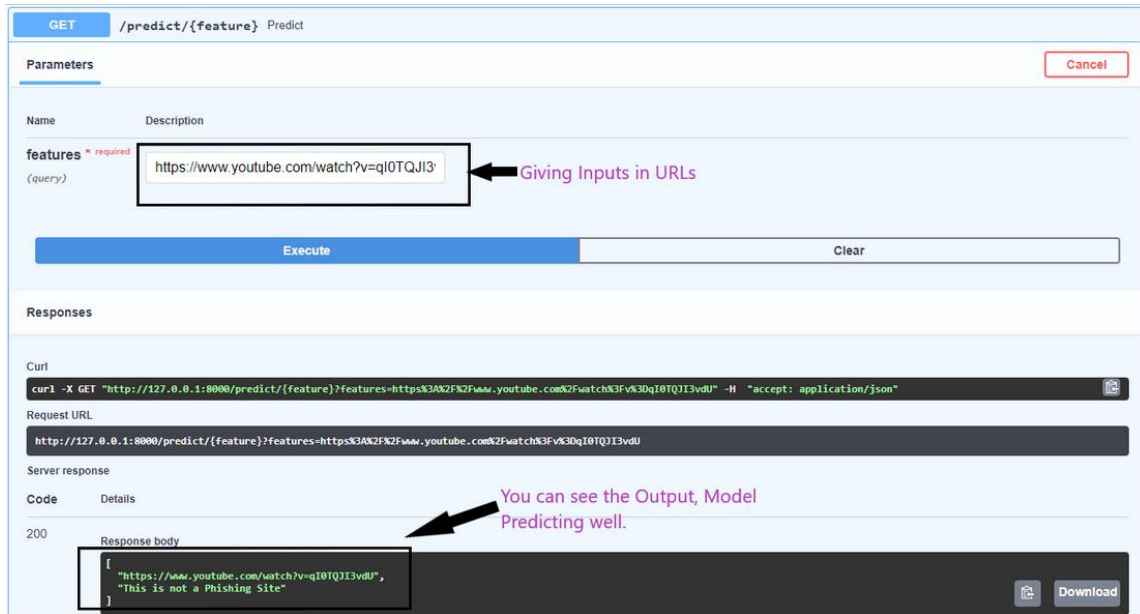 GET /predict/{feature} Predict
Parameters
Cancel
Name Description
features * required
(query)
https://www.youtube.com/watch?v=qI0TQJI3
Giving Inputs in URLs
Execute
Clear
Responses
Curl
curl -X GET "http://127.0.0.1:8000/predict/{feature}?features=https%3A%2F%2Fwww.youtube.com%2Fwatch%3Fv%3DqI0TQJI3vdU" -H "accept: application/json"
Request URL
http://127.0.0.1:8000/predict/{feature}?features=https%3A%2F%2Fwww.youtube.com%2Fwatch%3Fv%3DqI0TQJI3vdU
Server response
Code Details
You can see the Output, Model
Predicting well.
200
Response body
[
"https://www.youtube.com/watch?v=qI0TQJI3vdU",
"This is not a Phishing Site"
]
Download